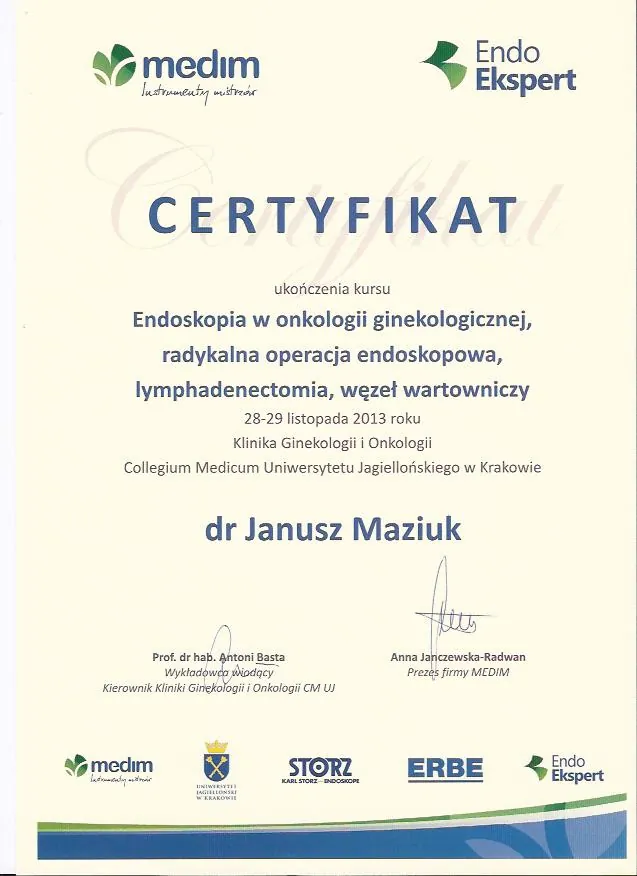 medim
Instrumenty mistrzów
Endo
Ekspert
Certyfikat
CERTYFIKAT
ukończenia kursu
Endoskopia w onkologii ginekologicznej,
radykalna operacja endoskopowa,
lymphadenectomia, węzeł wartowniczy
28-29 listopada 2013 roku
Klinika Ginekologii i Onkologii
Collegium Medicum Uniwersytetu Jagiellońskiego w Krakowie
dr Janusz Maziuk
Prof. dr hab. Antoni Basta
Wykładowca wiodący
Kierownik Kliniki Ginekologii i Onkologii CM UJ
Anna Janczewska-Radwan
Prezes firmy MEDIM
medim
Instrumenty mistrzów
UNIWERSYTET
JAGIELLOŃSKI
W KRAKOWIE
STORZ
KARL STORZ—ENDOSKOPE
ERBE
Endo
Ekspert